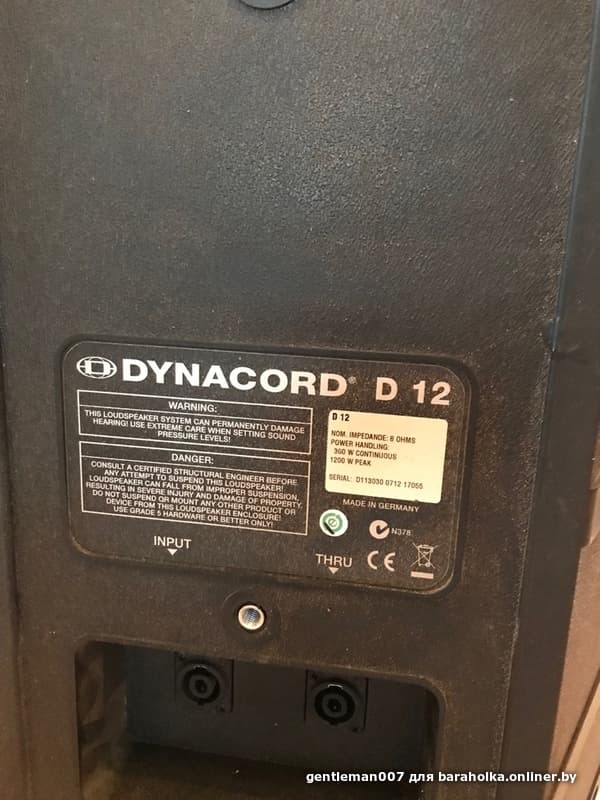 DYNACORD® D 12
WARNING:
THIS LOUDSPEAKER SYSTEM CAN PERMANENTLY DAMAGE
HEARING! USE EXTREME CARE WHEN SETTING SOUND
PRESSURE LEVELS!
DANGER:
CONSULT A CERTIFIED STRUCTURAL ENGINEER BEFORE
ANY ATTEMPT TO SUSPEND THIS LOUDSPEAKER!
LOUDSPEAKER CAN FALL FROM IMPROPER SUSPENSION,
RESULTING IN SEVERE INJURY AND DAMAGE OF PROPERTY.
DO NOT SUSPEND OR MOUNT ANY OTHER PRODUCT OR
DEVICE FROM THIS LOUDSPEAKER ENCLOSURE!
USE GRADE 5 HARDWARE OR BETTER ONLY!
D 12
NOM. IMPEDANDE: 8 OHMS
POWER HANDLING:
300 W CONTINUOUS
1200 W PEAK
SERIAL: D113030 0712 17055
MADE IN GERMANY
N378
CE
INPUT
THRU
gentleman007 для baraholka.onliner.by